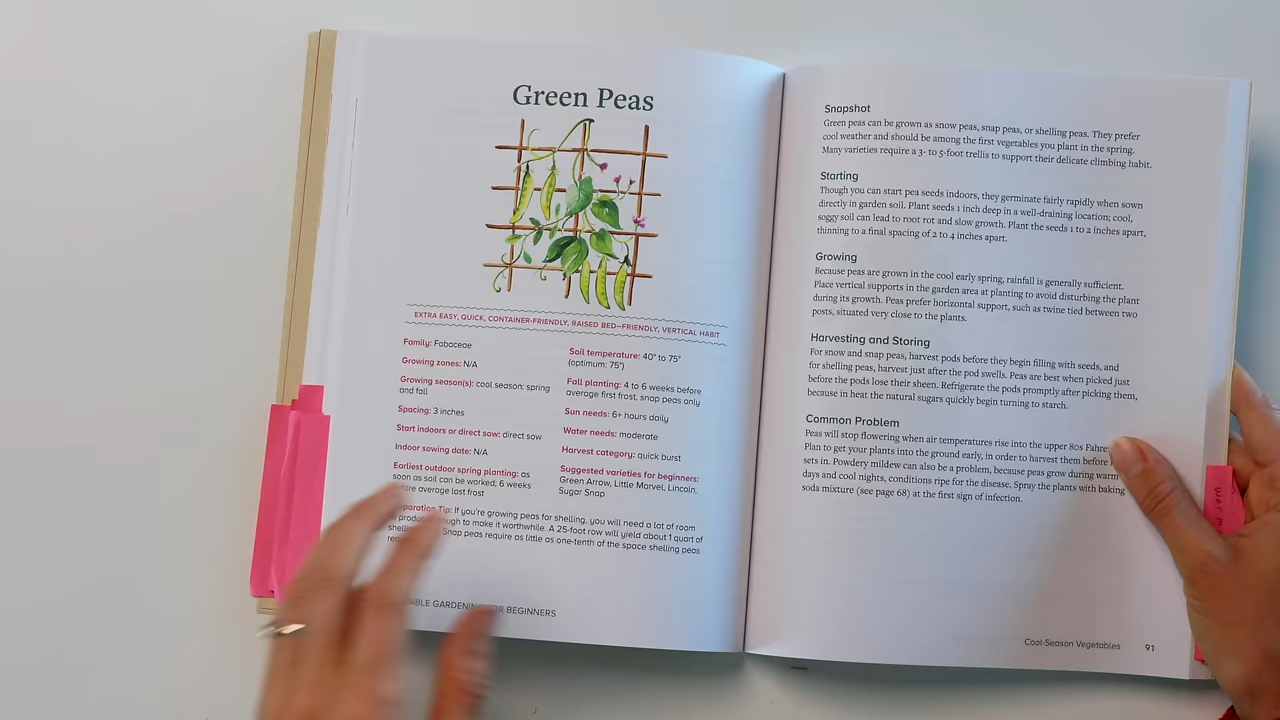 Green Peas
EXTRA EASY, QUICK, CONTAINER-FRIENDLY, RAISED BED–FRIENDLY, VERTICAL HABIT
Family: Fabaceae
Growing zones: N/A
Growing season(s): cool season: spring
and fall
Spacing: 3 inches
Start indoors or direct sow: direct sow
Indoor sowing date: N/A
Earliest outdoor spring planting: as
soon as soil can be worked; 6 weeks
before average last frost
Soil temperature: 40° to 75°
(optimum: 75°)
Fall planting: 4 to 6 weeks before
average first frost, snap peas only
Sun needs: 6+ hours daily
Water needs: moderate
Harvest category: quick burst
Suggested varieties for beginners:
Green Arrow, Little Marvel, Lincoln,
Sugar Snap
Tip: If you're growing peas for shelling, you will need a lot of room
enough to make it worthwhile. A 25-foot row will yield about 1 quart of
Snap peas require as little as one-tenth of the space shelling peas
BEGINNERS
Snapshot
Green peas can be grown as snow peas, snap peas, or shelling peas. They prefer
cool weather and should be among the first vegetables you plant in the spring.
Many varieties require a 3- to 5-foot trellis to support their delicate climbing habit.
Starting
Though you can start pea seeds indoors, they germinate fairly rapidly when sown
directly in garden soil. Plant seeds 1 inch deep in a well-draining location; cool,
soggy soil can lead to root rot and slow growth. Plant the seeds 1 to 2 inches apart,
thinning to a final spacing of 2 to 4 inches apart.
Growing
Because peas are grown in the cool early spring, rainfall is generally sufficient.
Place vertical supports in the garden area at planting to avoid disturbing the plant
during its growth. Peas prefer horizontal support, such as twine tied between two
posts, situated very close to the plants.
Harvesting and Storing
For snow and snap peas, harvest pods before they begin filling with seeds, and
for shelling peas, harvest just after the pod swells. Peas are best when picked just
before the pods lose their sheen. Refrigerate the pods promptly after picking them,
because in heat the natural sugars quickly begin turning to starch.
Common Problem
Peas will stop flowering when air temperatures rise into the upper 80s Fahre
Plan to get your plants into the ground early, in order to harvest them before
sets in. Powdery mildew can also be a problem, because peas grow during warm
days and cool nights, conditions ripe for the disease. Spray the plants with baking
soda mixture (see page 68) at the first sign of infection.
Cool-Season Vegetables 91